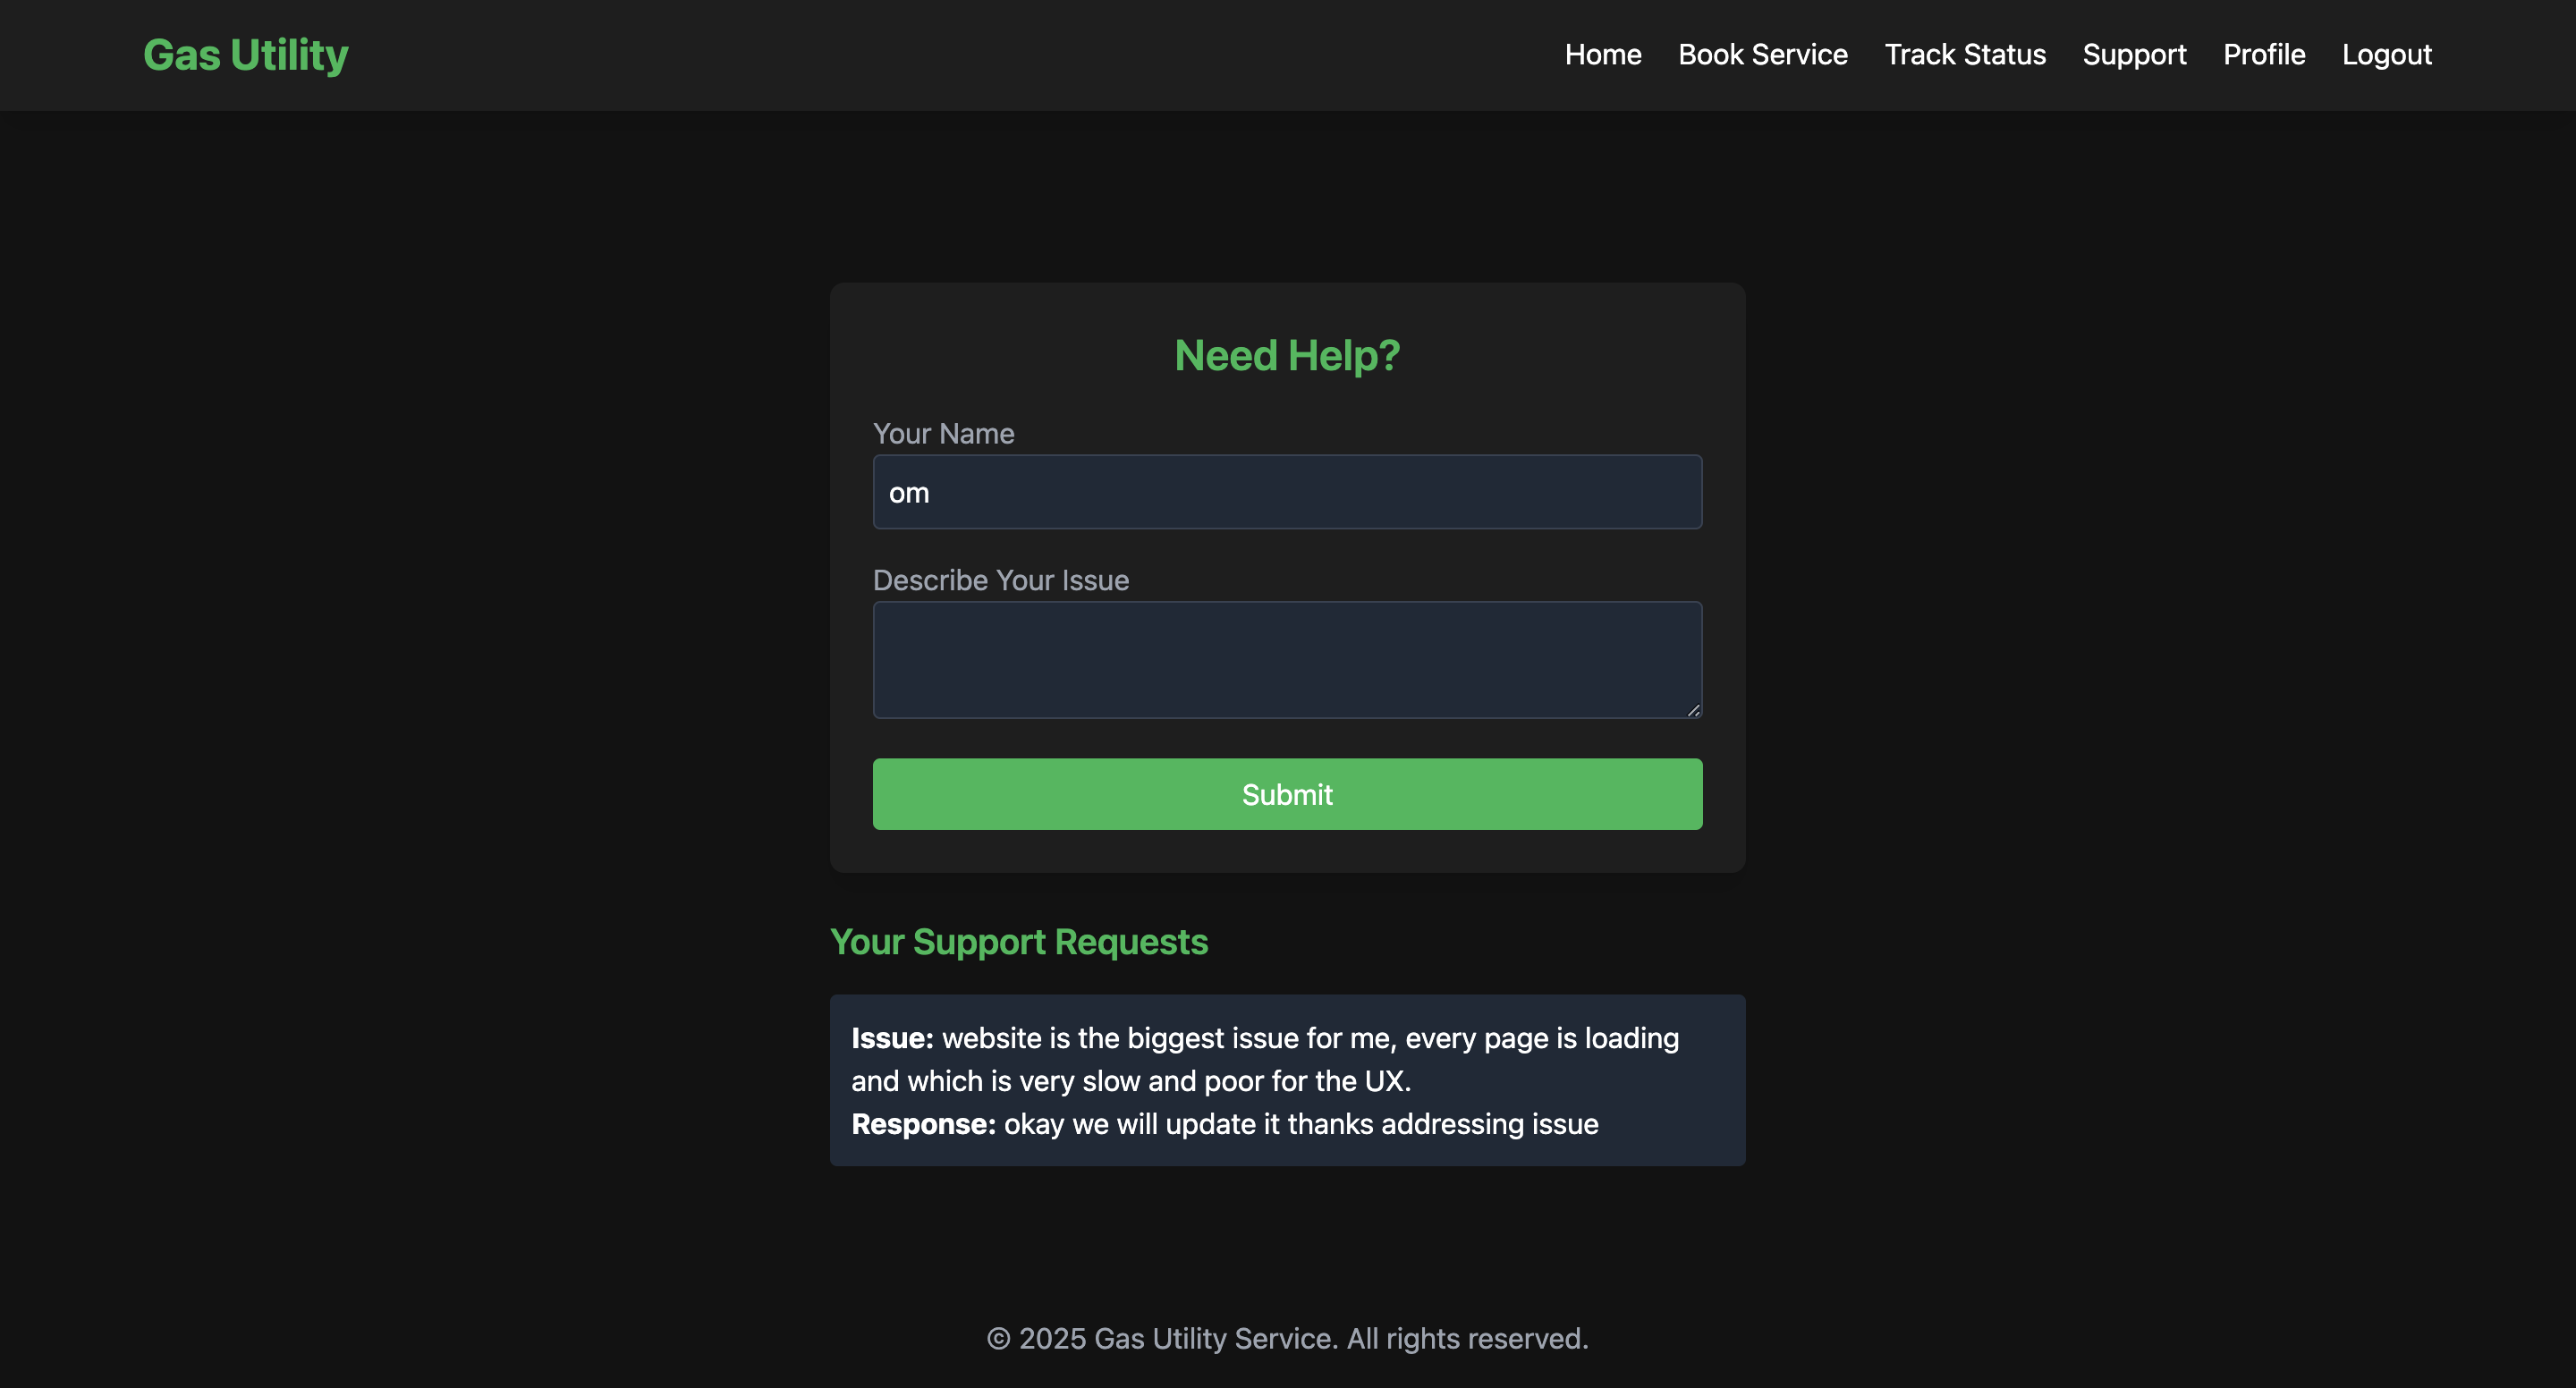 Gas Utility
Home Book Service Track Status Support Profile Logout
Need Help?
Your Name
om
Describe Your Issue
Submit
Your Support Requests
Issue: website is the biggest issue for me, every page is loading
and which is very slow and poor for the UX.
Response: okay we will update it thanks addressing issue
© 2025 Gas Utility Service. All rights reserved.